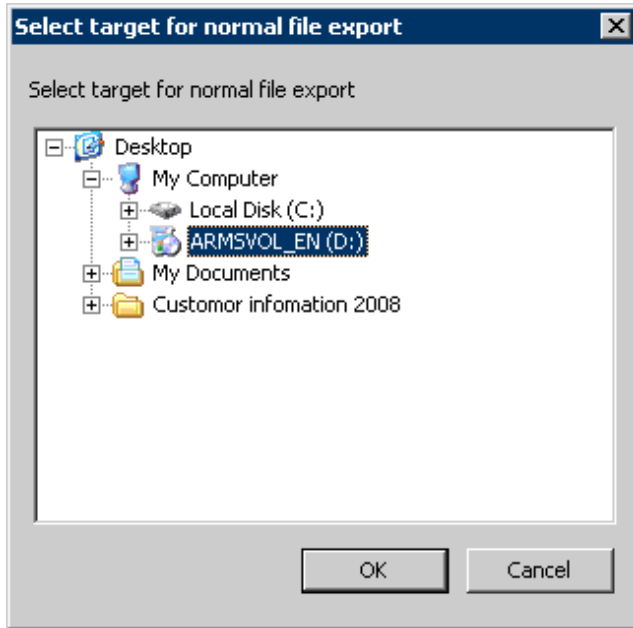 Select target for normal file export
Select target for normal file export
Desktop
My Computer
Local Disk (C:)
ARMSVOL_EN (D:)
My Documents
Customor infomation 2008
OK Cancel